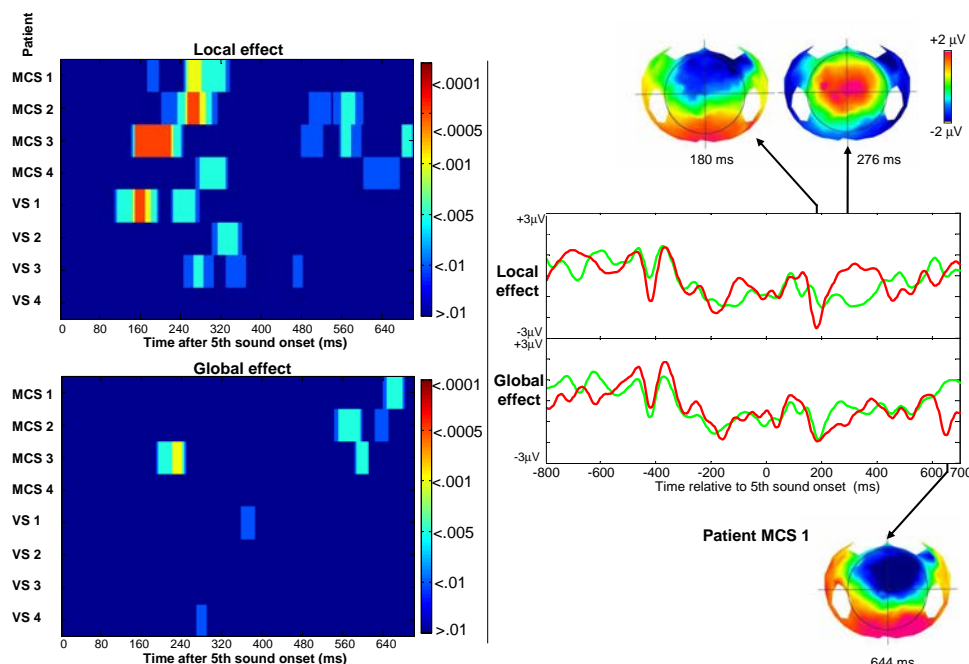 Patient
Local effect
MCS 1
MCS 2
MCS 3
MCS 4
VS 1
VS 2
VS 3
VS 4
0 80 160 240 320 400 480 560 640
Time after 5th sound onset (ms)
<.0001
<.0005
<.001
<.005
<.01
>.01
Global effect
MCS 1
MCS 2
MCS 3
MCS 4
VS 1
VS 2
VS 3
VS 4
0 80 160 240 320 400 480 560 640
Time after 5th sound onset (ms)
<.0001
<.0005
<.001
<.005
<.01
>.01
180 ms
276 ms
+2 µV
-2 µV
+3µV
Local
effect
-3µV
+3µV
Global
effect
-3µV
-800 -600 -400 -200 0 200 400 600 700
Time relative to 5th sound onset (ms)
Patient MCS 1
644 ms